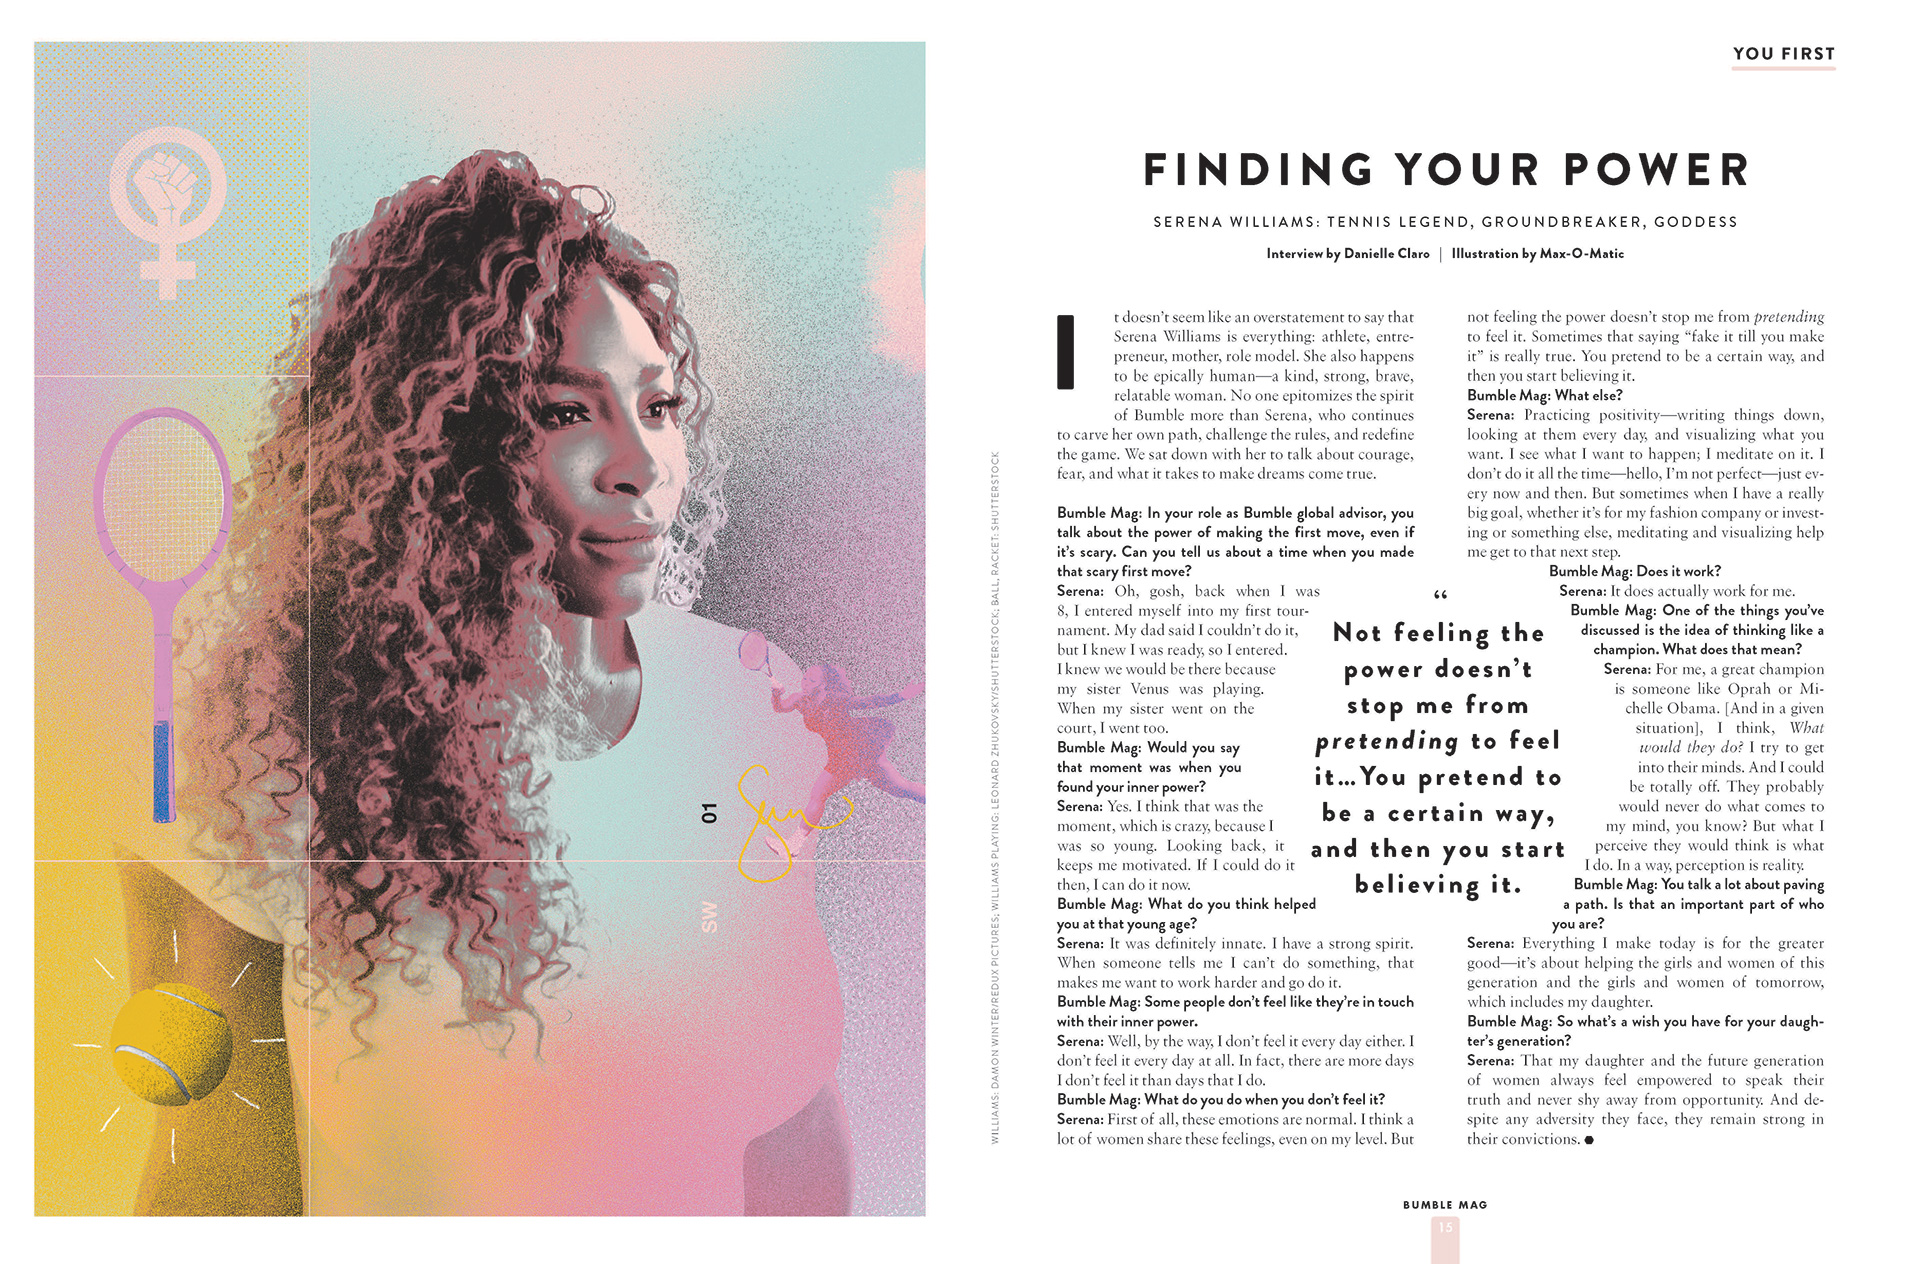 01
SW
WILLIAMS: DAMON WINTER/REDUX PICTURES; WILLIAMS PLAYING: LEONARD ZHUKOVSKY/SHUTTERSTOCK; BALL, RACKET: SHUTTERSTOCK
YOU FIRST
FINDING YOUR POWER
SERENA WILLIAMS: TENNIS LEGEND, GROUNDBREAKER, GODDESS
Interview by Danielle Claro | Illustration by Max-O-Matic
It doesn't seem like an overstatement to say that
Serena Williams is everything: athlete, entre-
preneur, mother, role model. She also happens
to be epically human—a kind, strong, brave,
relatable woman. No one epitomizes the spirit
of Bumble more than Serena, who continues
to carve her own path, challenge the rules, and redefine
the game. We sat down with her to talk about courage,
fear, and what it takes to make dreams come true.
Bumble Mag: In your role as Bumble global advisor, you
talk about the power of making the first move, even if
it's scary. Can you tell us about a time when you made
that scary first move?
Serena: Oh, gosh, back when I was
8, I entered myself into my first tour-
nament. My dad said I couldn't do it,
but I knew I was ready, so I entered.
I knew we would be there because
my sister Venus was playing.
When my sister went on the
court, I went too.
Bumble Mag: Would you say
that moment was when you
found your inner power?
Serena: Yes. I think that was the
moment, which is crazy, because I
was so young. Looking back, it
keeps me motivated. If I could do it
then, I can do it now.
Bumble Mag: What do you think helped
you at that young age?
Serena: It was definitely innate. I have a strong spirit.
When someone tells me I can't do something, that
makes me want to work harder and go do it.
Bumble Mag: Some people don't feel like they're in touch
with their inner power.
Serena: Well, by the way, I don't feel it every day either. I
don't feel it every day at all. In fact, there are more days
I don't feel it than days that I do.
Bumble Mag: What do you do when you don't feel it?
Serena: First of all, these emotions are normal. I think a
lot of women share these feelings, even on my level. But
“
Not feeling the
power doesn't
stop me from
pretending to feel
it…You pretend to
be a certain way,
and then you start
believing it.
not feeling the power doesn't stop me from pretending
to feel it. Sometimes that saying “fake it till you make
it” is really true. You pretend to be a certain way, and
then you start believing it.
Bumble Mag: What else?
Serena: Practicing positivity—writing things down,
looking at them every day, and visualizing what you
want. I see what I want to happen; I meditate on it. I
don't do it all the time—hello, I'm not perfect—just ev-
ery now and then. But sometimes when I have a really
big goal, whether it's for my fashion company or invest-
ing or something else, meditating and visualizing help
me get to that next step.
Bumble Mag: Does it work?
Serena: It does actually work for me.
Bumble Mag: One of the things you've
discussed is the idea of thinking like a
champion. What does that mean?
Serena: For me, a great champion
is someone like Oprah or Mi-
chelle Obama. [And in a given
situation], I think, What
would they do? I try to get
into their minds. And I could
be totally off. They probably
would never do what comes to
my mind, you know? But what I
perceive they would think is what
I do. In a way, perception is reality.
Bumble Mag: You talk a lot about paving
a path. Is that an important part of who
you are?
Serena: Everything I make today is for the greater
good—it's about helping the girls and women of this
generation and the girls and women of tomorrow,
which includes my daughter.
Bumble Mag: So what's a wish you have for your daugh-
ter's generation?
Serena: That my daughter and the future generation
of women always feel empowered to speak their
truth and never shy away from opportunity. And de-
spite any adversity they face, they remain strong in
their convictions.
BUMBLE MAG
15